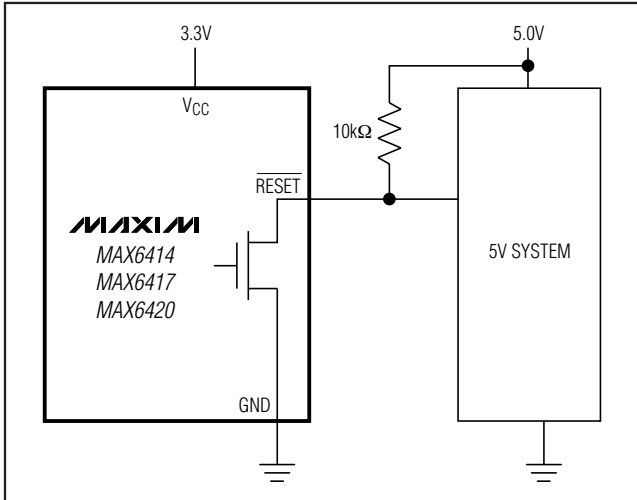 3.3V
5.0V
VCC
10kΩ
RESET
MAXIM
MAX6414
MAX6417
MAX6420
5V SYSTEM
GND